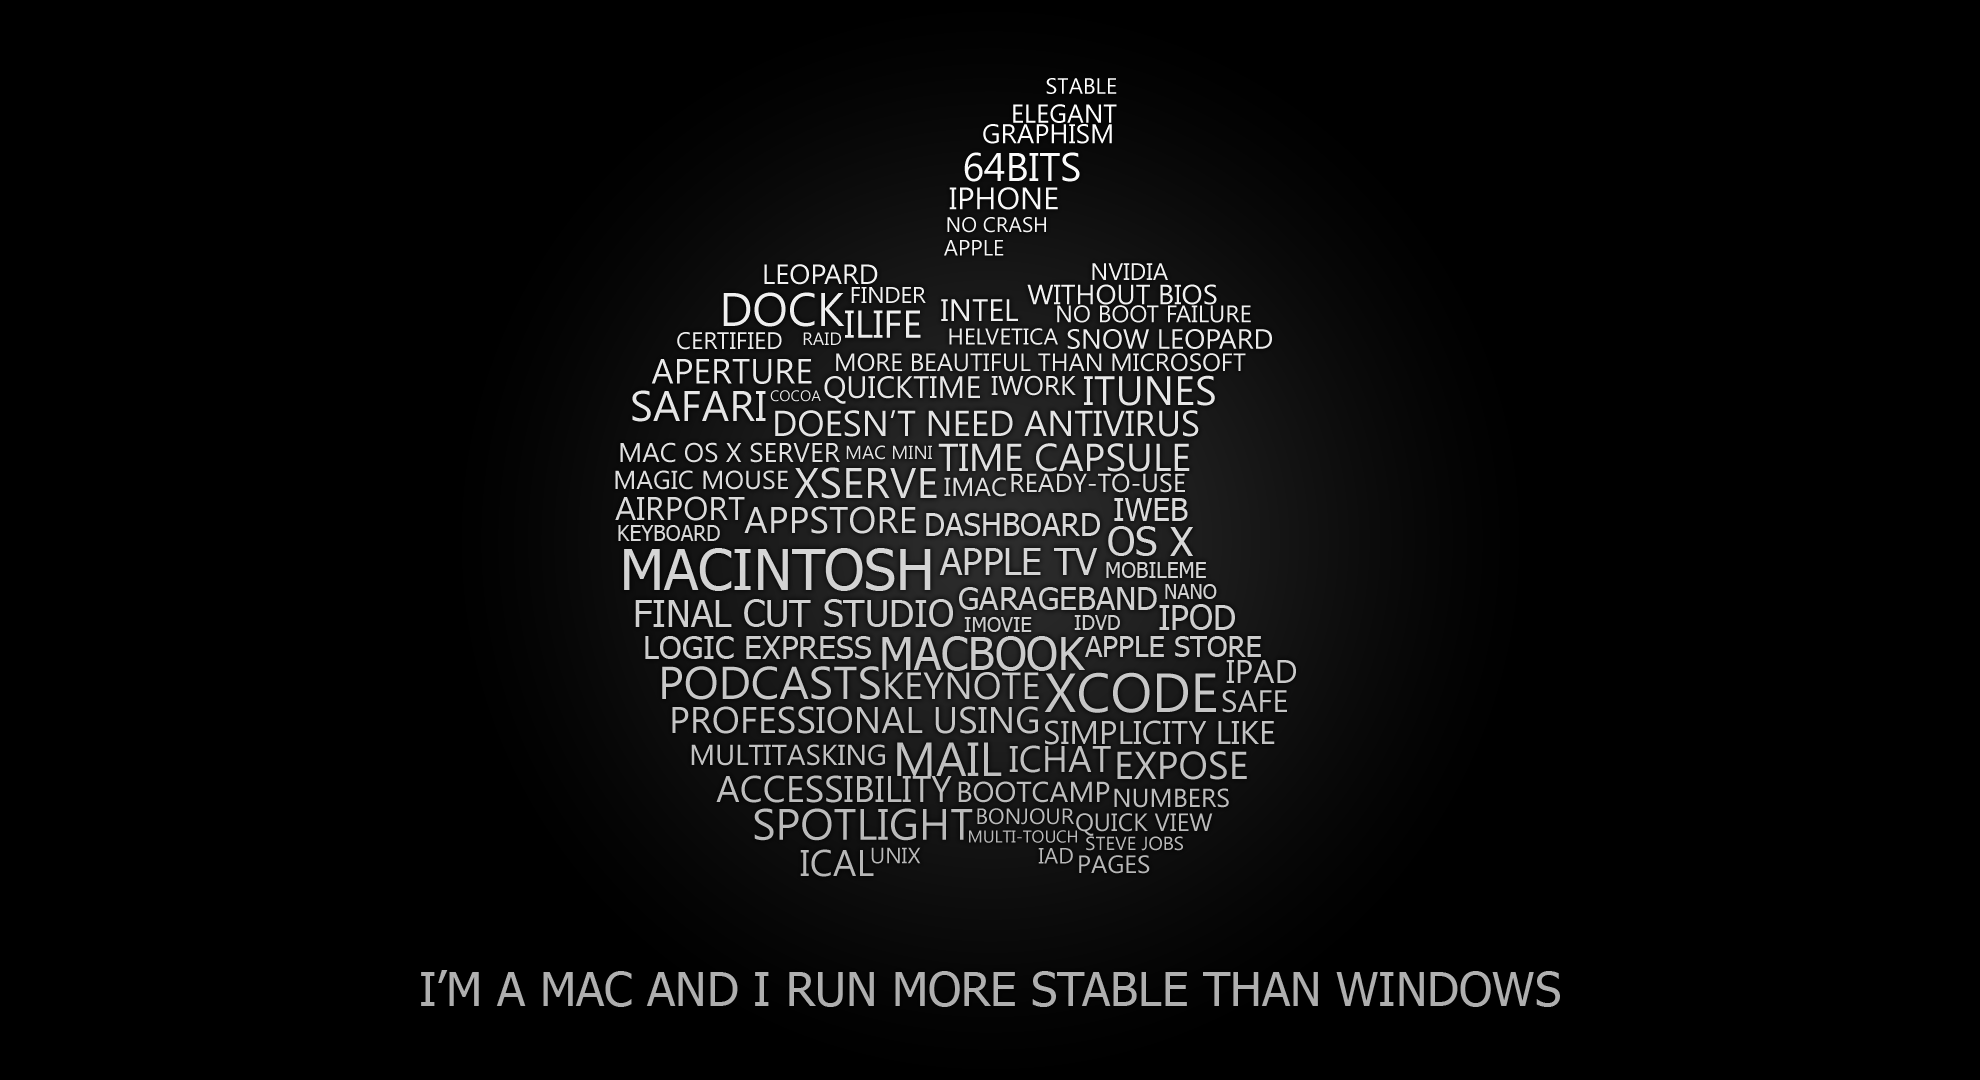 STABLE
ELEGANT
GRAPHISM
64BITS
IPHONE
NO CRASH
APPLE
LEOPARD NVIDIA
DOCK FINDER INTEL WITHOUT BIOS
ILIFE NO BOOT FAILURE
CERTIFIED RAID HELVETICA SNOW LEOPARD
APERTURE MORE BEAUTIFUL THAN MICROSOFT
SAFARI COCOA QUICKTIME IWORK ITUNES
DOESN’T NEED ANTIVIRUS
MAC OS X SERVER MAC MINI TIME CAPSULE
MAGIC MOUSE XSERVE IMAC READY-TO-USE
AIRPORT APPSTORE DASHBOARD IWEB
KEYBOARD OS X
MACINTOSH APPLE TV MOBILEME
FINAL CUT STUDIO GARAGEBAND NANO
IMOVIE IDVD IPOD
LOGIC EXPRESS MACBOOK APPLE STORE
PODCASTS KEYNOTE XCODE IPAD
SAFE
PROFESSIONAL USING SIMPLICITY LIKE
MULTITASKING MAIL ICHAT EXPOSE
ACCESSIBILITY BOOTCAMP NUMBERS
SPOTLIGHT BONJOUR QUICK VIEW
MULTI-TOUCH STEVE JOBS
ICAL UNIX IAD PAGES
I’M A MAC AND I RUN MORE STABLE THAN WINDOWS